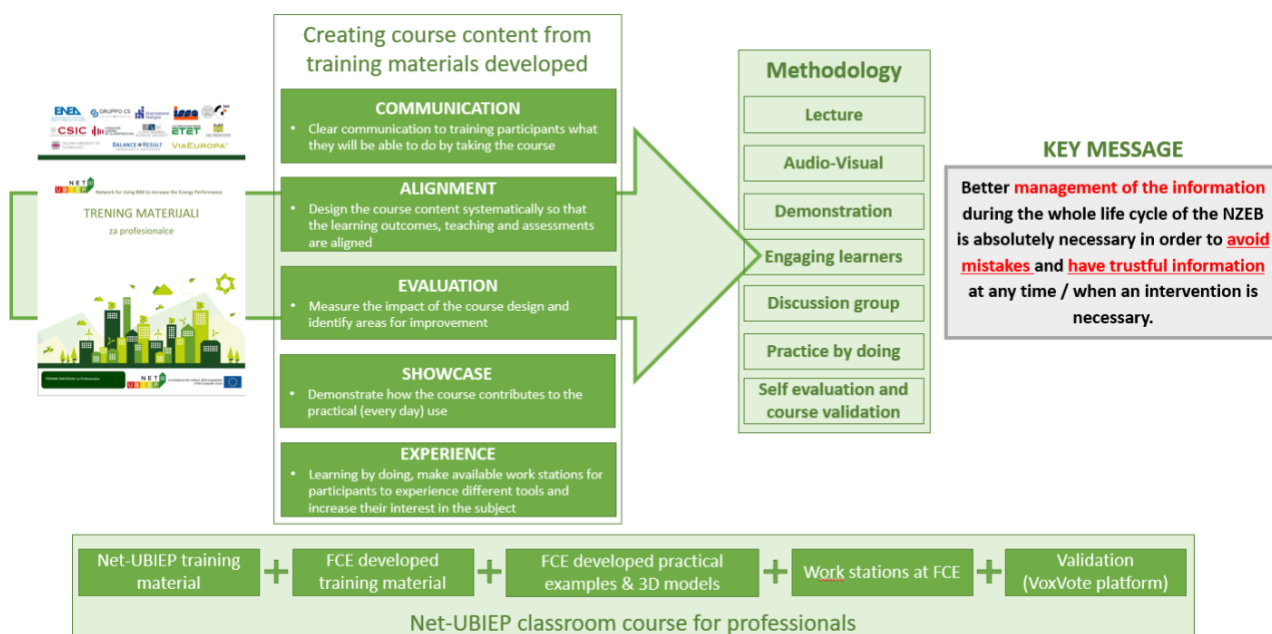 ENEA
GRUPPO CS
isso
CSIC
ETET
BALANCE & RESULT
VIAEUROPA
NET
UBIEP
Network for Using BIM to Increase the Energy Performance
TRENING MATERIJALI
za profesionalce
NET
UBIEP
Creating course content from
training materials developed
COMMUNICATION
• Clear communication to training participants what
they will be able to do by taking the course
ALIGNMENT
• Design the course content systematically so that
the learning outcomes, teaching and assessments
are aligned
EVALUATION
• Measure the impact of the course design and
identify areas for improvement
SHOWCASE
• Demonstrate how the course contributes to the
practical (every day) use
EXPERIENCE
• Learning by doing, make available work stations for
participants to experience different tools and
increase their interest in the subject
Methodology
Lecture
Audio-Visual
Demonstration
Engaging learners
Discussion group
Practice by doing
Self evaluation and
course validation
KEY MESSAGE
Better management of the information
during the whole life cycle of the NZEB
is absolutely necessary in order to avoid
mistakes and have trustful information
at any time / when an intervention is
necessary.
Net-UBIEP training
material
+
FCE developed
training material
+
FCE developed practical
examples & 3D models
+
Work stations at FCE
+
Validation
(VoxVote platform)
Net-UBIEP classroom course for professionals